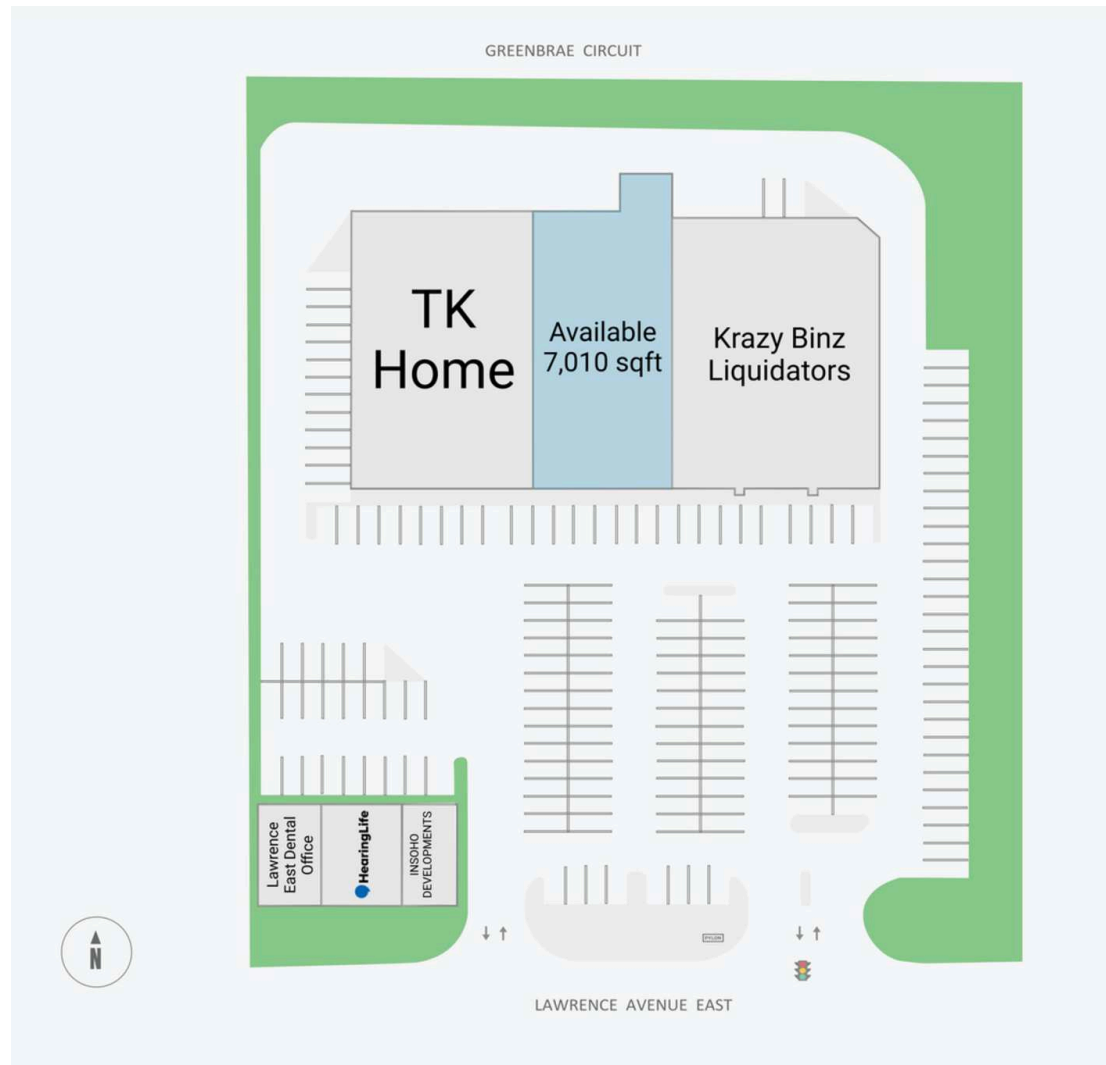 GREENBRAE CIRCUIT
TK
Home
Available
7,010 sqft
Krazy Binz
Liquidators
Lawrence
East Dental
Office
HearingLife
INSOHO
DEVELOPMENTS
PYLON
N
LAWRENCE AVENUE EAST